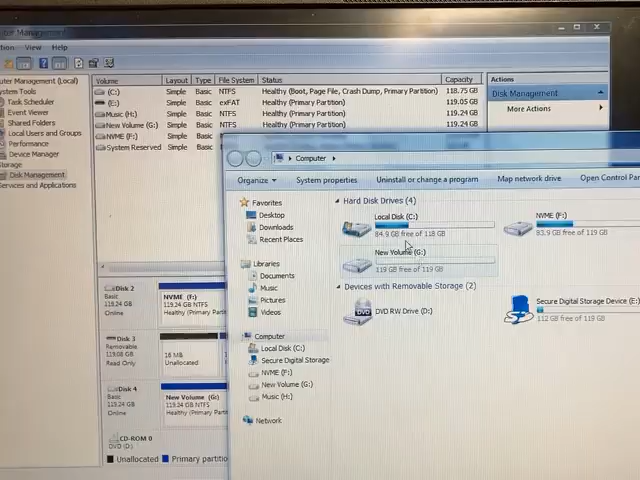 ter Management
tion View Help
uter Management (Local)
System Tools
Task Scheduler
Event Viewer
Shared Folders
Local Users and Groups
Performance
Device Manager
Storage
Disk Management
Services and Applications
Volume Layout Type File System Status Capacity
(C:) Simple Basic NTFS Healthy (Boot, Page File, Crash Dump, Primary Partition) 118.75 GB
(E:) Simple Basic exFAT Healthy (Primary Partition) 119.05 GB
Music (H:) Simple Basic NTFS Healthy (Primary Partition) 119.24 GB
New Volume (G:) Simple Basic NTFS Healthy (Primary Partition) 119.24 GB
NVME (F:) Simple Basic
System Reserved Simple Basic
Actions
Disk Management
More Actions
Computer
Organize System properties Uninstall or change a program Map network drive Open Control Pan
Favorites
Desktop
Downloads
Recent Places
Libraries
Documents
Music
Pictures
Videos
Computer
Local Disk (C:)
Secure Digital Storage
NVME (F:)
New Volume (G:)
Music (H:)
Network
Hard Disk Drives (4)
Local Disk (C:)
84.9 GB free of 118 GB
NVME (F:)
93.9 GB free of 119 GB
New Volume (G:)
119 GB free of 119 GB
Devices with Removable Storage (2)
DVD RW Drive (D:)
DVD
Secure Digital Storage Device (E:)
112 GB free of 119 GB
Disk 2
Basic
119.24 GB
Online
NVME (F:)
119.24 GB NTFS
Healthy (Primary Partit
Disk 3
Removable
119.08 GB
Read Only
16 MB
Unallocated
Disk 4
Basic
119.24 GB
Online
New Volume (G:)
119.24 GB NTFS
Healthy (Primary Partit
CD-ROM 0
DVD (D:)
Unallocated Primary partitio